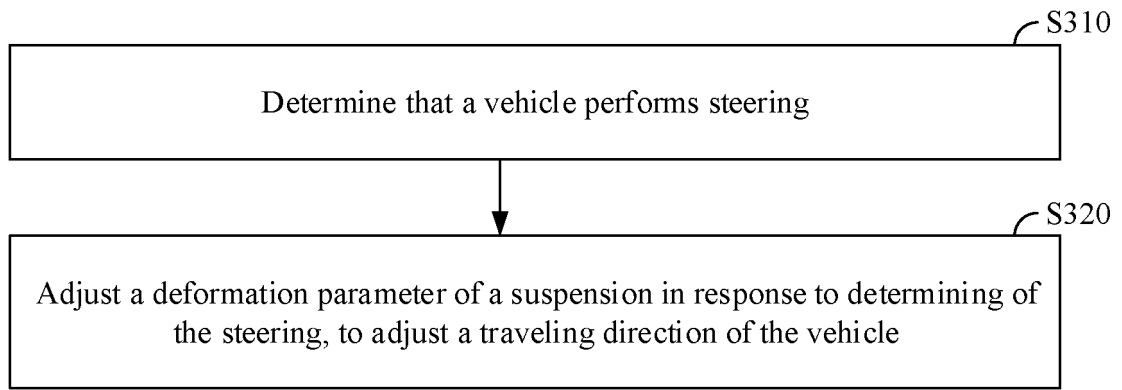 S310
Determine that a vehicle performs steering
S320
Adjust a deformation parameter of a suspension in response to determining of
the steering, to adjust a traveling direction of the vehicle